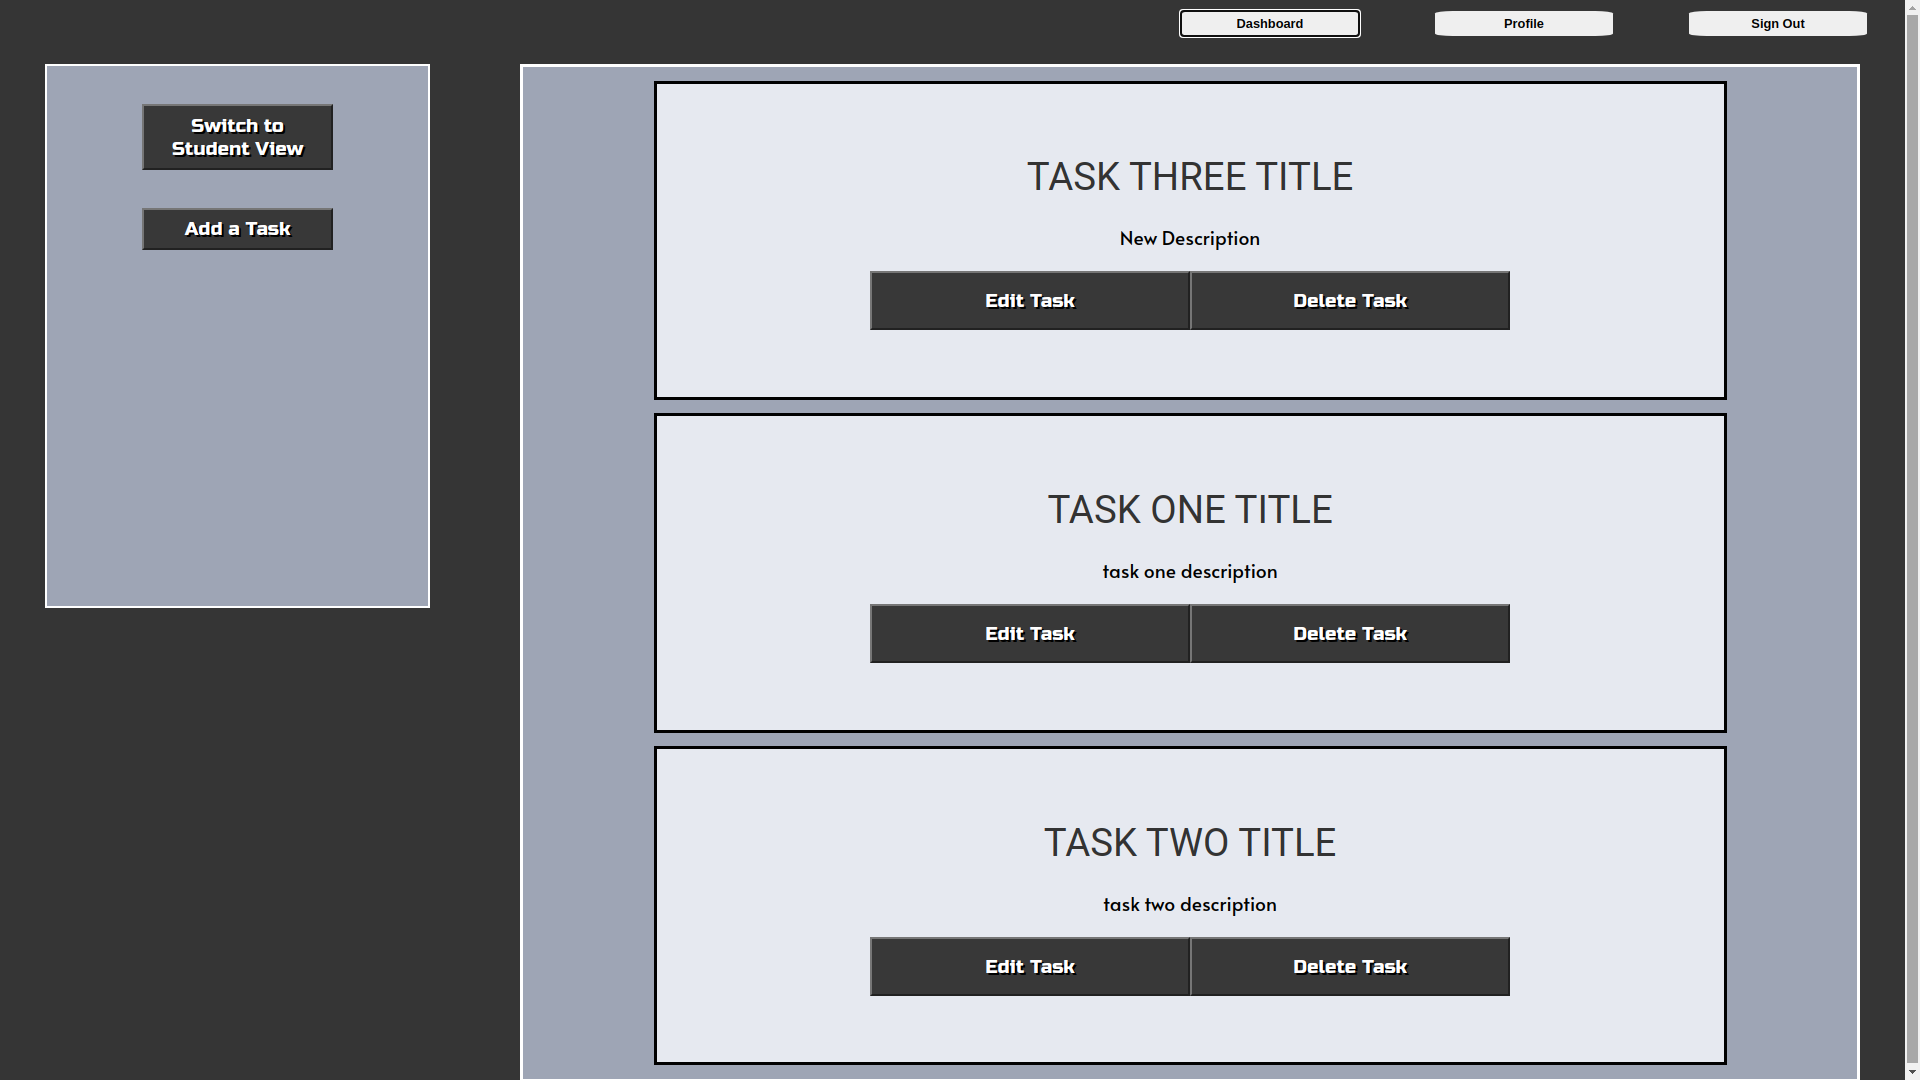 Dashboard
Profile
Sign Out
Switch to
Student View
Add a Task
TASK THREE TITLE
New Description
Edit Task
Delete Task
TASK ONE TITLE
task one description
Edit Task
Delete Task
TASK TWO TITLE
task two description
Edit Task
Delete Task